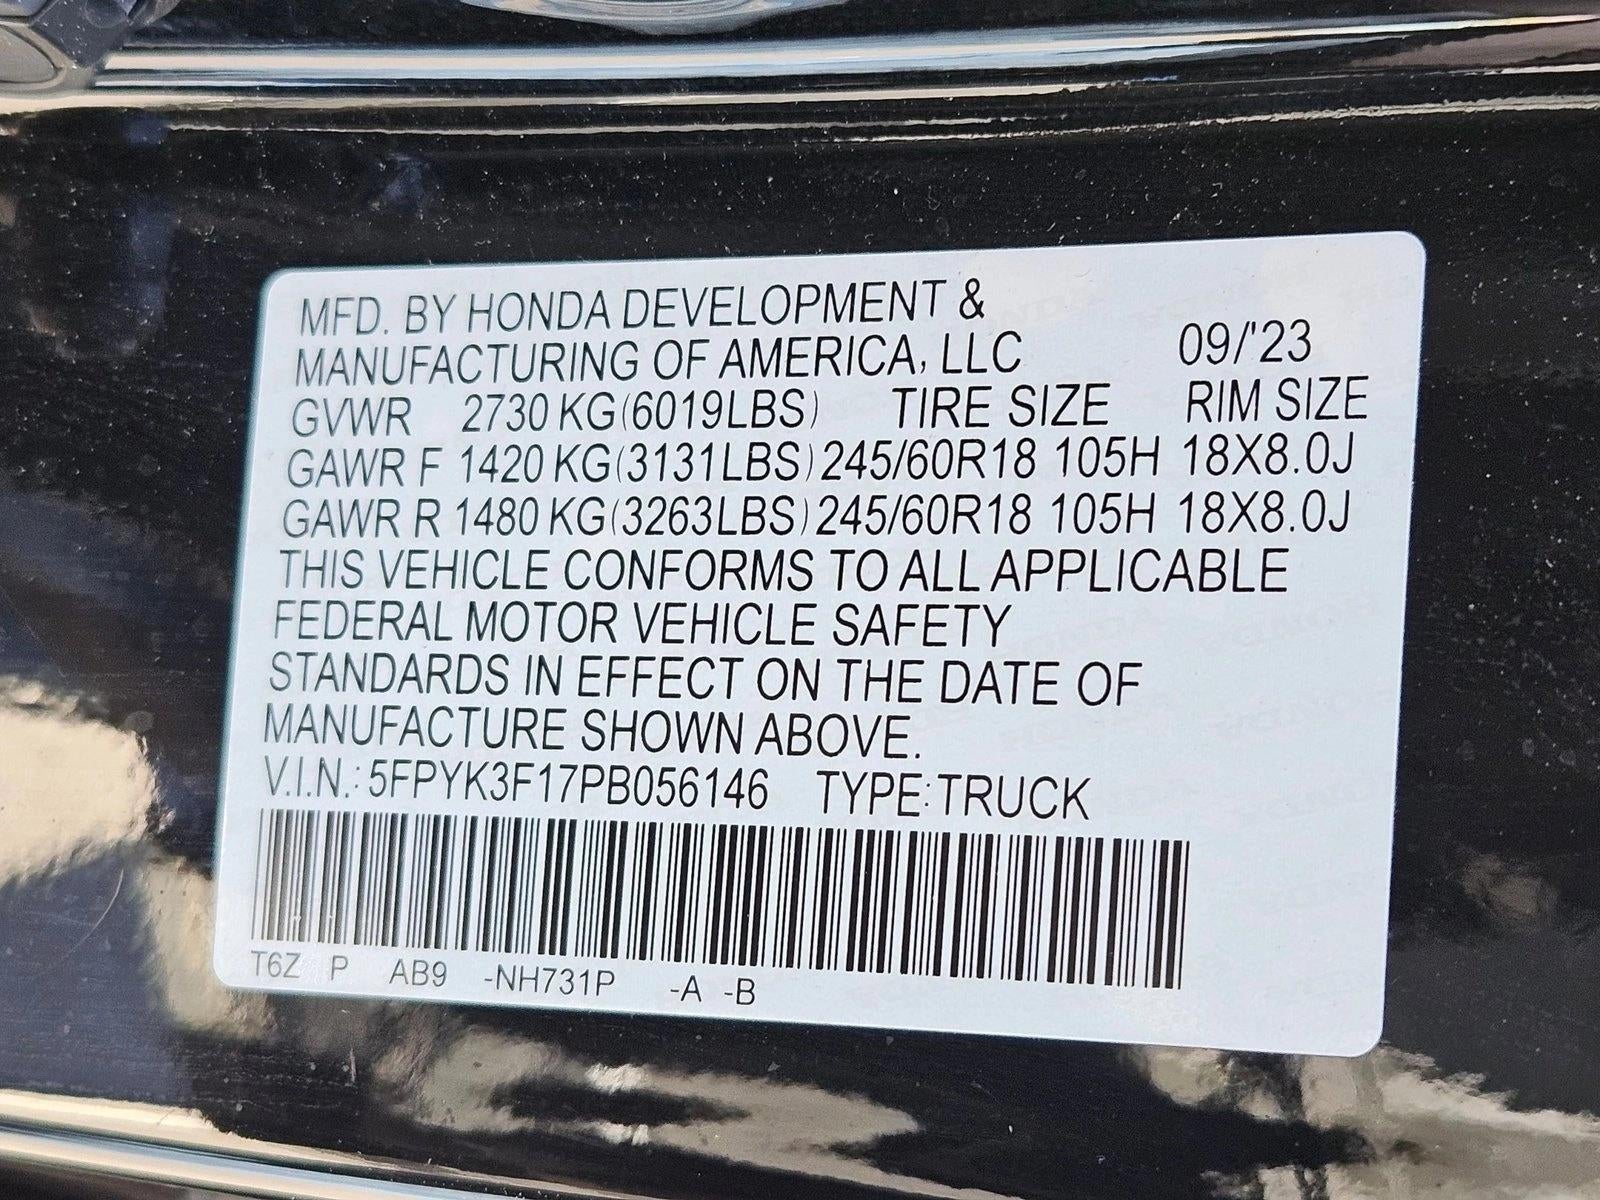 MFD. BY HONDA DEVELOPMENT &
MANUFACTURING OF AMERICA, LLC 09/'23
GVWR 2730 KG(6019LBS) TIRE SIZE RIM SIZE
GAWR F 1420 KG(3131LBS) 245/60R18 105H 18X8.0J
GAWR R 1480 KG(3263LBS) 245/60R18 105H 18X8.0J
THIS VEHICLE CONFORMS TO ALL APPLICABLE
FEDERAL MOTOR VEHICLE SAFETY
STANDARDS IN EFFECT ON THE DATE OF
MANUFACTURE SHOWN ABOVE.
V.I.N.: 5FPYK3F17PB056146 TYPE:TRUCK
T6Z P AB9 -NH731P -A -B